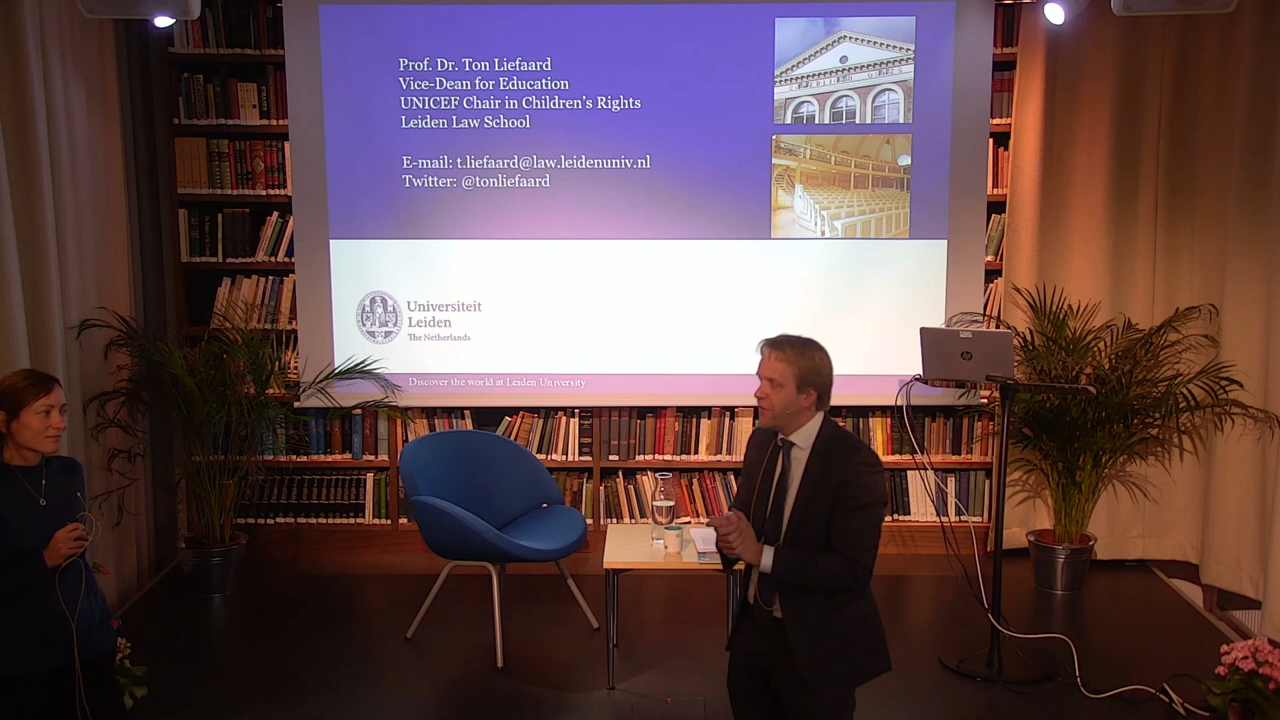 Prof. Dr. Ton Liefaard
Vice-Dean for Education
UNICEF Chair in Children's Rights
Leiden Law School
E-mail: t.liefaard@law.leidenuniv.nl
Twitter: @tonliefaard
Universiteit
Leiden
The Netherlands
Discover the world at Leiden University
hp